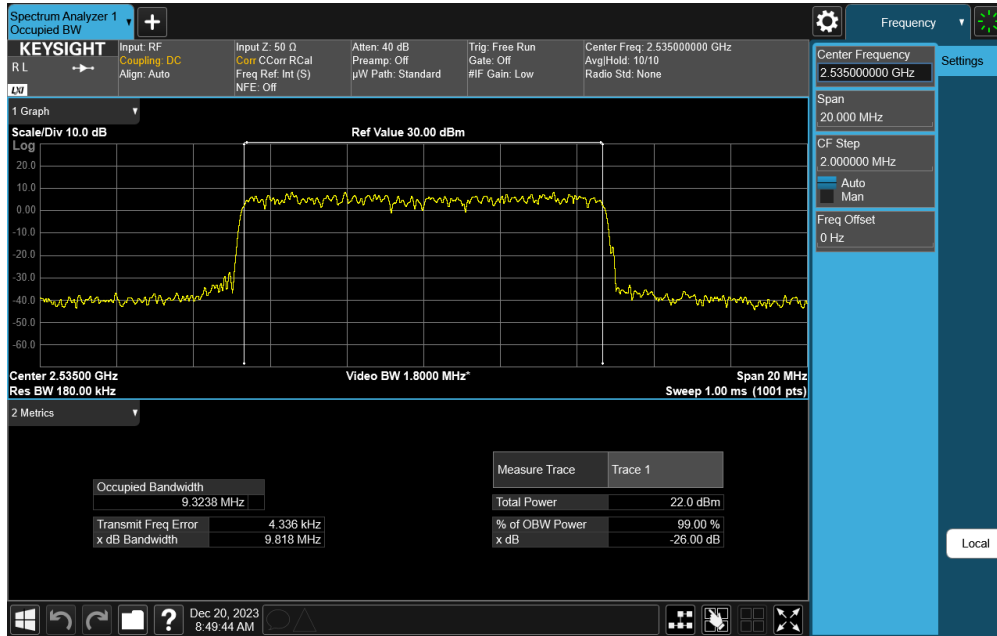 Spectrum Analyzer 1
Occupied BW
+
Frequency
KEYSIGHT
R L
LXI
Input: RF
Coupling: DC
Align: Auto
Input Z: 50 Ω
Corr CCorr RCal
Freq Ref: Int (S)
NFE: Off
Atten: 40 dB
Preamp: Off
µW Path: Standard
Trig: Free Run
Gate: Off
#IF Gain: Low
Center Freq: 2.535000000 GHz
Avg|Hold: 10/10
Radio Std: None
Center Frequency
2.535000000 GHz
Settings
Span
20.000 MHz
CF Step
2.000000 MHz
Auto
Man
Freq Offset
0 Hz
1 Graph
Scale/Div 10.0 dB
Ref Value 30.00 dBm
Log
20.0
10.0
0.00
-10.0
-20.0
-30.0
-40.0
-50.0
-60.0
Center 2.53500 GHz
Video BW 1.8000 MHz*
Span 20 MHz
Res BW 180.00 kHz
Sweep 1.00 ms (1001 pts)
2 Metrics
Occupied Bandwidth
9.3238 MHz
Transmit Freq Error 4.336 kHz
x dB Bandwidth 9.818 MHz
Measure Trace Trace 1
Total Power 22.0 dBm
% of OBW Power 99.00 %
x dB -26.00 dB
Local
?
Dec 20, 2023
8:49:44 AM